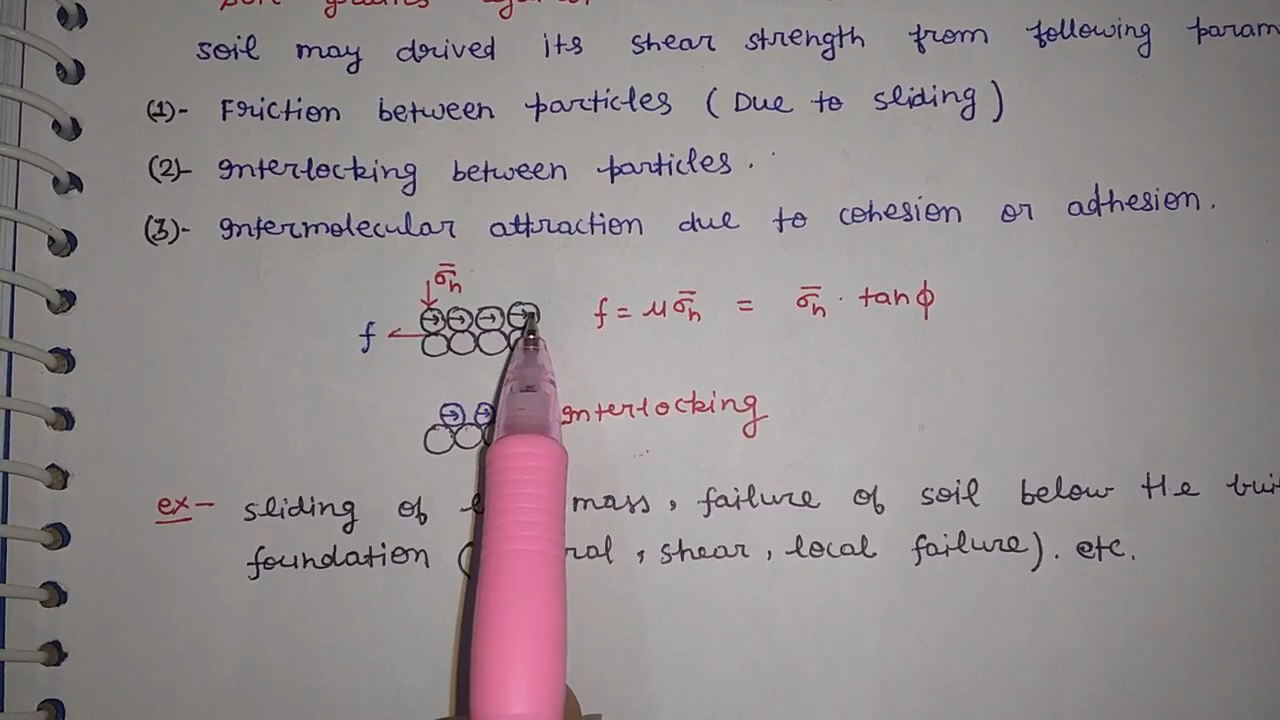 soil may drived its shear strength from following param
(1)- Friction between particles (Due to sliding)
(2)- Interlocking between particles.
(3)- Intermolecular attraction due to cohesion or adhesion.
σ̄n
f
f = μσ̄n = σ̄n · tanϕ
Interlocking
ex- sliding of mass, failure of soil below the
foundation ( , shear, local failure). etc.